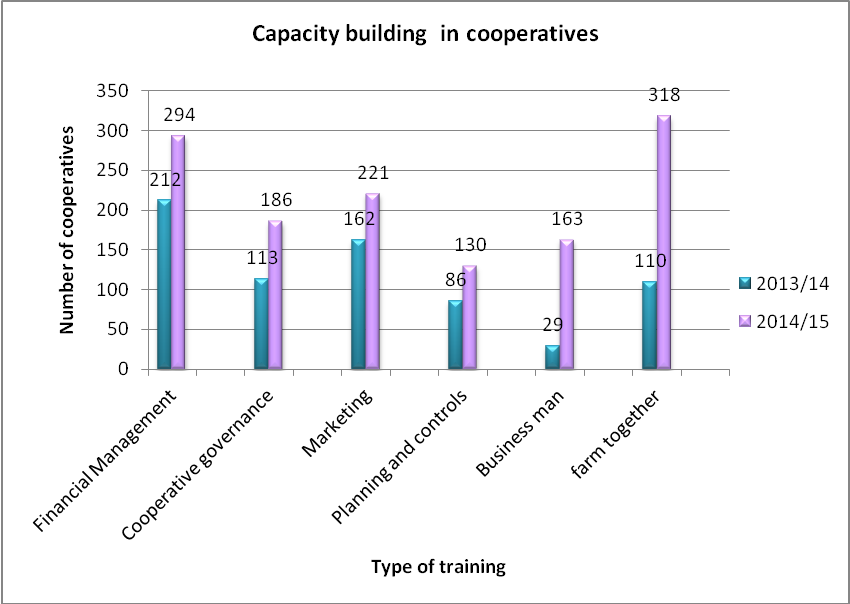 Capacity building  in cooperatives
Number of cooperatives
350
300
250
200
150
100
50
0
294
212
186
113
221
162
130
86
163
29
318
110
2013/14
2014/15
Financial Management
Cooperative governance
Marketing
Planning and controls
Business man
farm together
Type of training